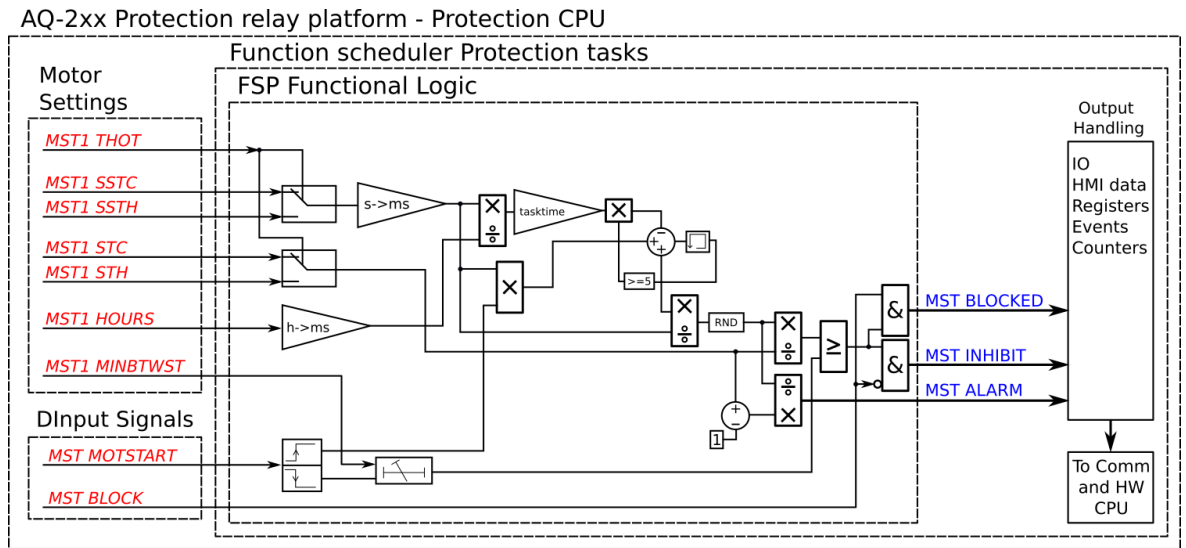 AQ-2xx Protection relay platform - Protection CPU
Function scheduler Protection tasks
FSP Functional Logic
Motor
Settings
MST1 THOT
MST1 SSTC
MST1 SSTH
MST1 STC
MST1 STH
MST1 HOURS
MST1 MINBTWST
DInput Signals
MST MOTSTART
MST BLOCK
s->ms
h->ms
×
÷
tasktime
×
−
+
+
>=5
×
×
÷
RND
×
÷
÷
×
+
−
1
≥
&
&
MST BLOCKED
MST INHIBIT
MST ALARM
Output
Handling
IO
HMI data
Registers
Events
Counters
To Comm
and HW
CPU